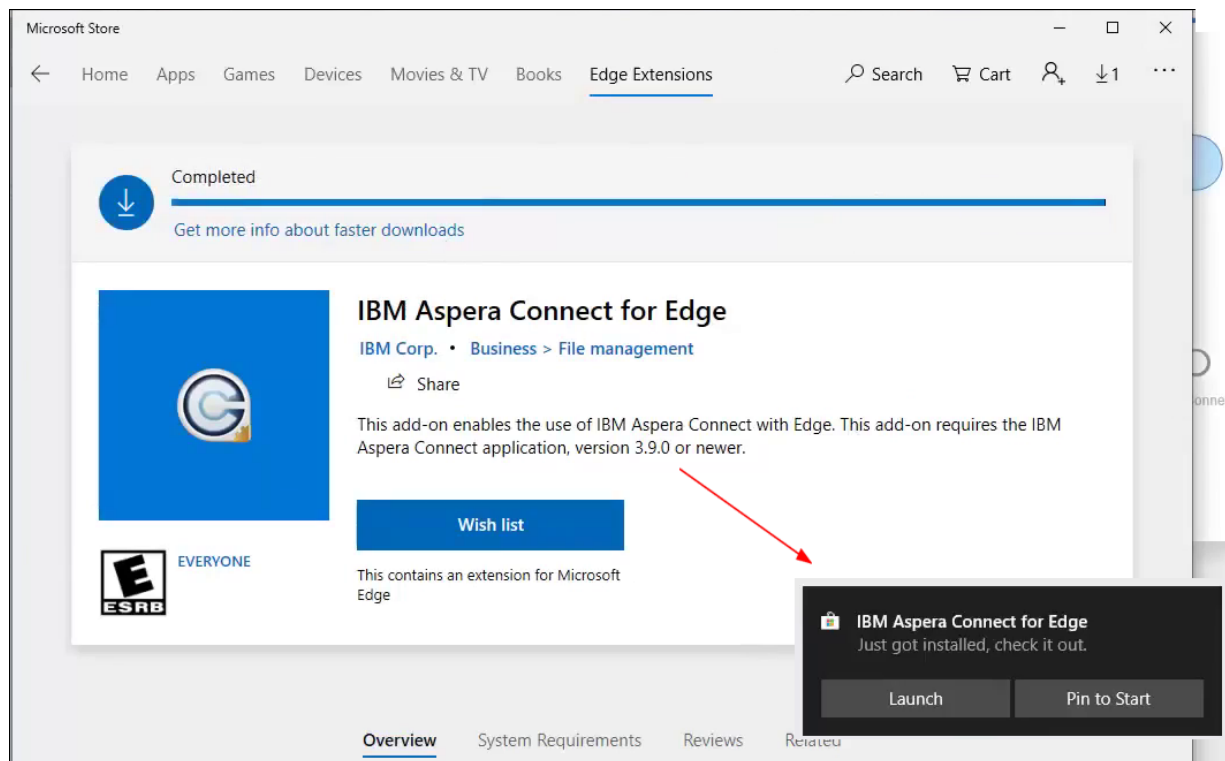 Microsoft Store
Home Apps Games Devices Movies & TV Books Edge Extensions Search Cart 1
Completed
Get more info about faster downloads
IBM Aspera Connect for Edge
IBM Corp. • Business > File management
Share
This add-on enables the use of IBM Aspera Connect with Edge. This add-on requires the IBM
Aspera Connect application, version 3.9.0 or newer.
Wish list
E
ESRB
EVERYONE
This contains an extension for Microsoft
Edge
IBM Aspera Connect for Edge
Just got installed, check it out.
Launch Pin to Start
Overview System Requirements Reviews Related